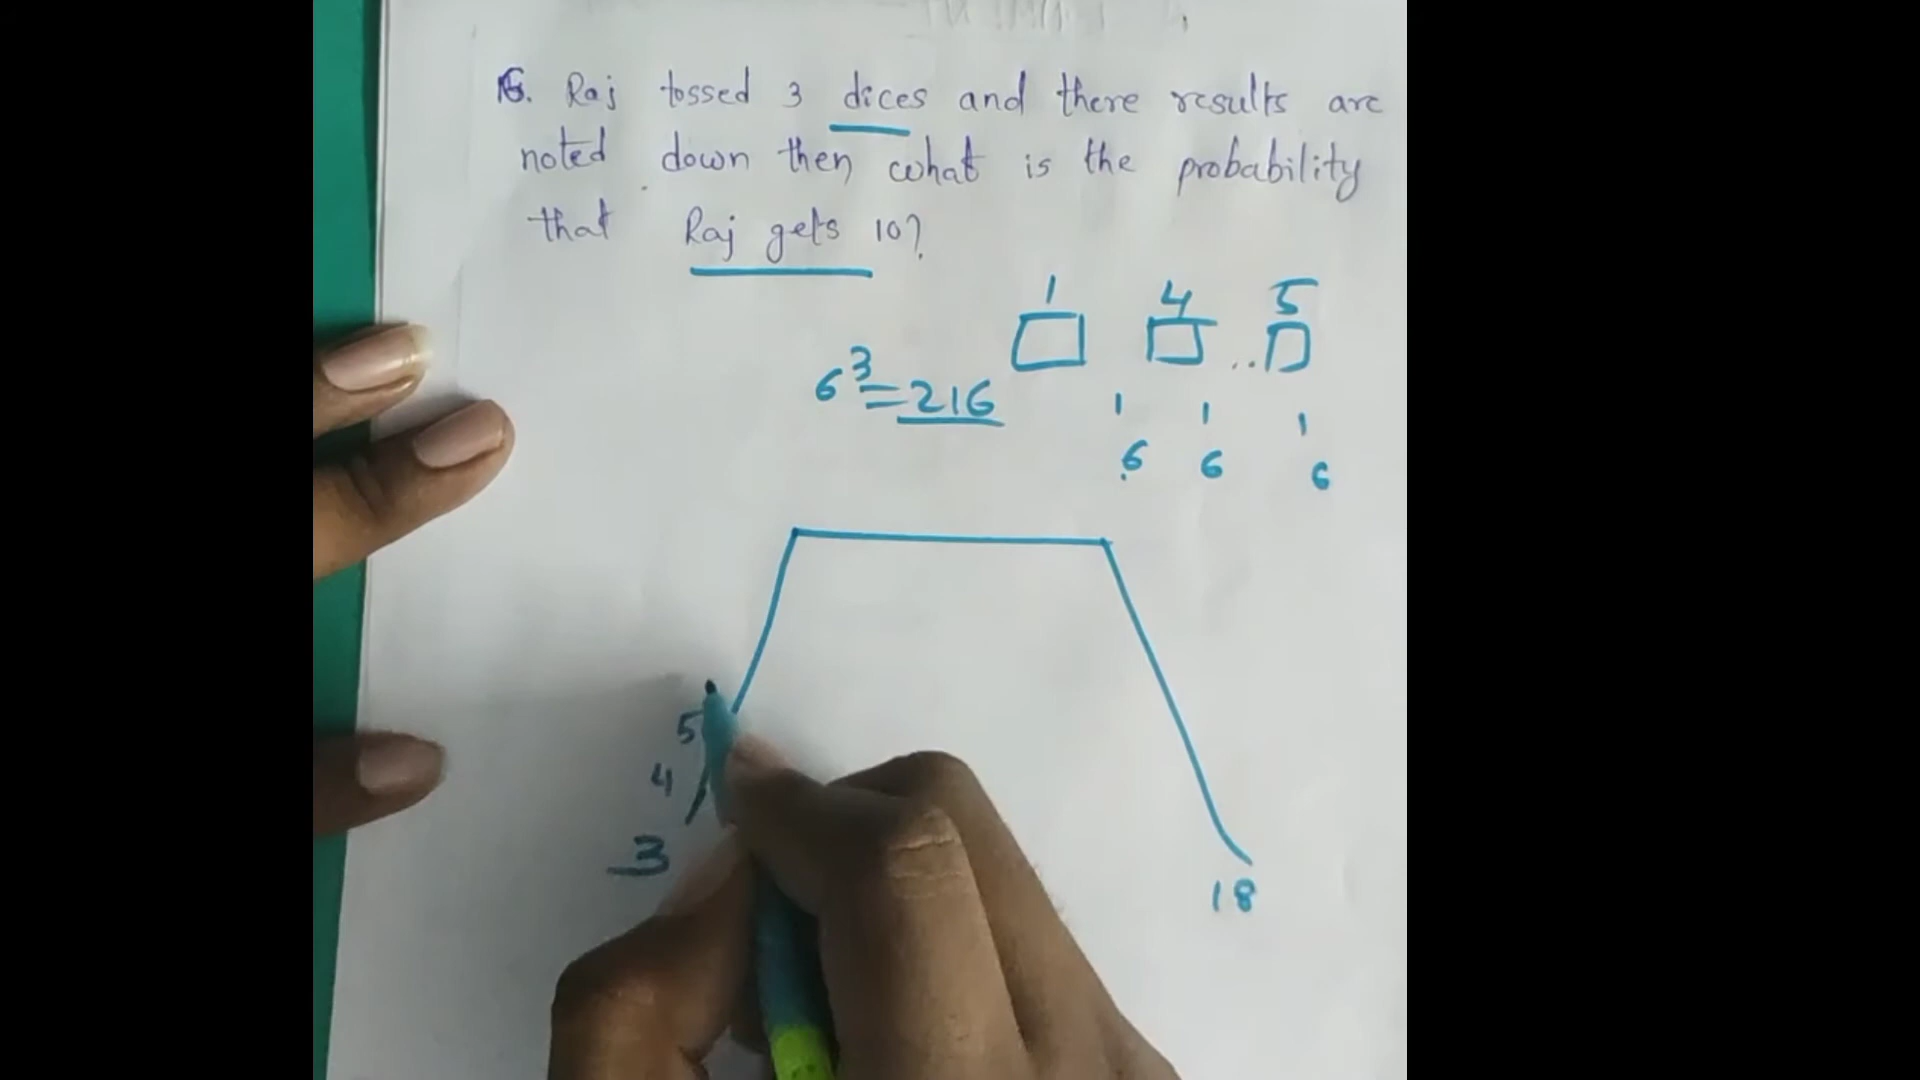 6. Raj tossed 3 dices and there results are
noted down then what is the probability
that Raj gets 10?
1 4 5
6³=216
1 1 1
6 6 6
5
4
3
18